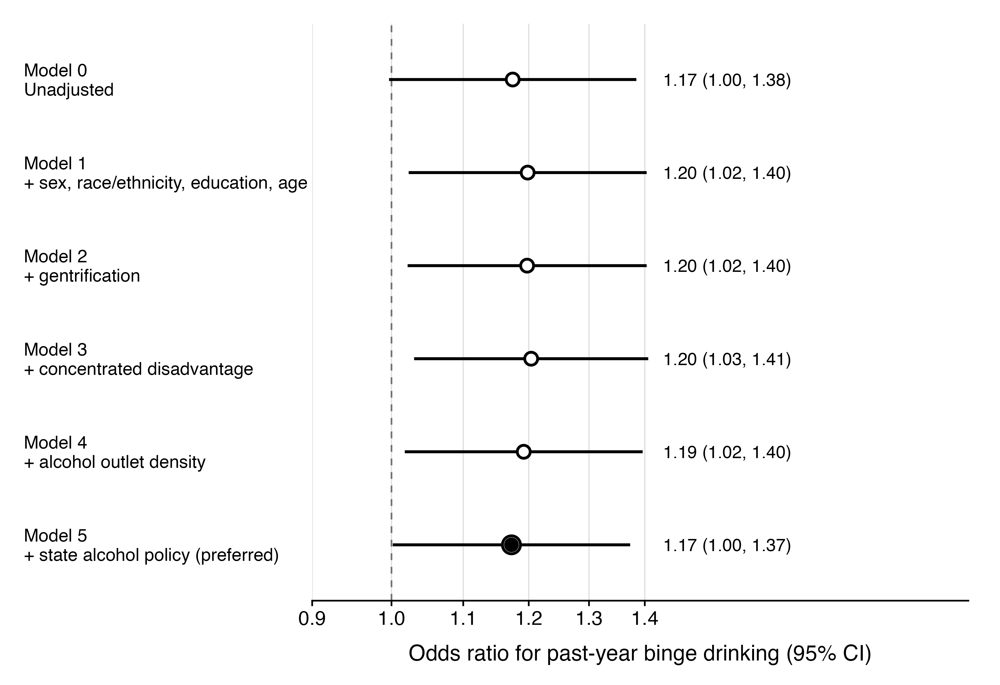 Model 0
Unadjusted
1.17 (1.00, 1.38)
Model 1
+ sex, race/ethnicity, education, age
1.20 (1.02, 1.40)
Model 2
+ gentrification
1.20 (1.02, 1.40)
Model 3
+ concentrated disadvantage
1.20 (1.03, 1.41)
Model 4
+ alcohol outlet density
1.19 (1.02, 1.40)
Model 5
+ state alcohol policy (preferred)
1.17 (1.00, 1.37)
0.9 1.0 1.1 1.2 1.3 1.4
Odds ratio for past-year binge drinking (95% CI)